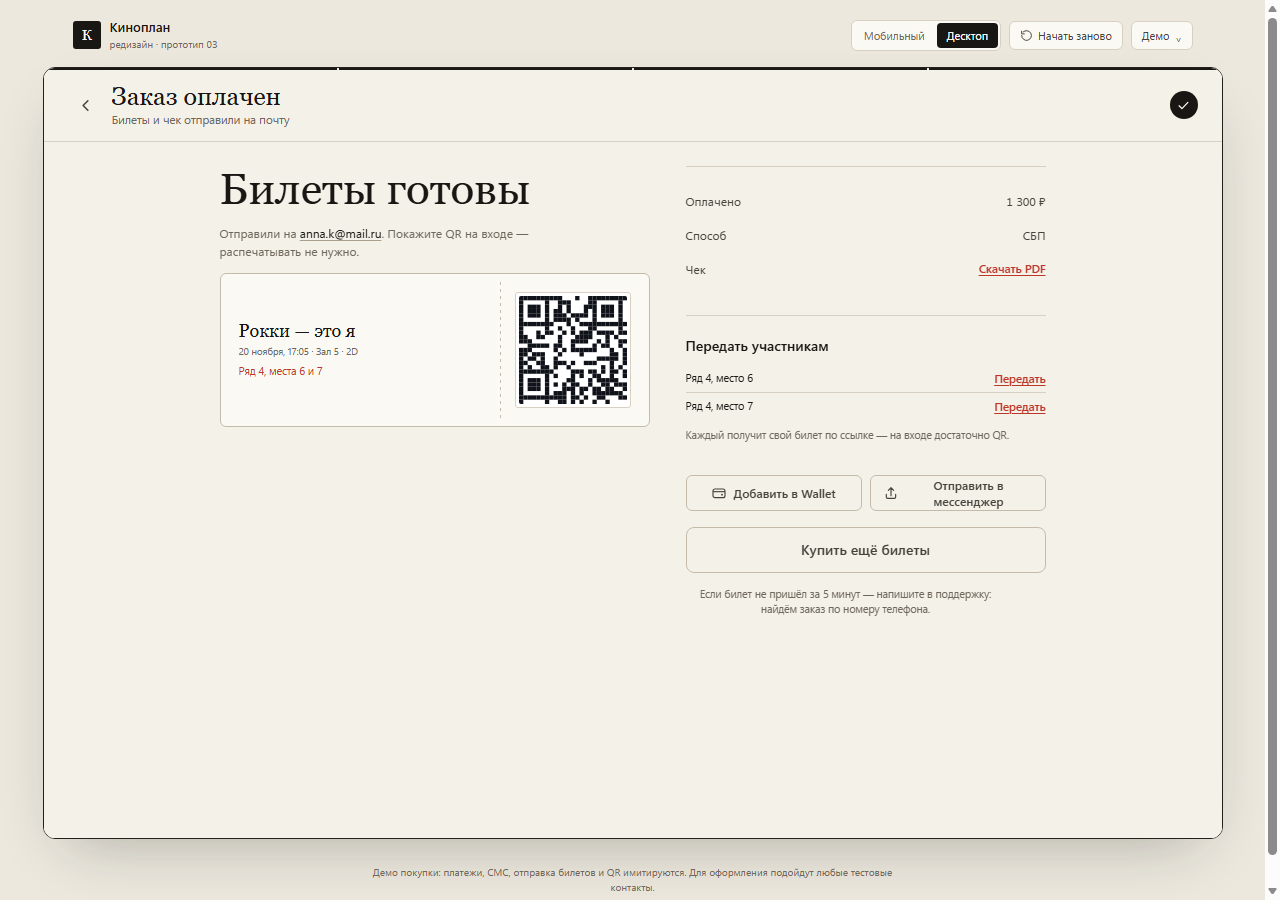 К
Киноплан
редизайн · прототип 03
Мобильный
Десктоп
Начать заново
Демо
Заказ оплачен
Билеты и чек отправили на почту
Билеты готовы
Отправили на anna.k@mail.ru. Покажите QR на входе —
распечатывать не нужно.
Рокки — это я
20 ноября, 17:05 · Зал 5 · 2D
Ряд 4, места 6 и 7
Оплачено 1 300 ₽
Способ СБП
Чек Скачать PDF
Передать участникам
Ряд 4, место 6 Передать
Ряд 4, место 7 Передать
Каждый получит свой билет по ссылке — на входе достаточно QR.
Добавить в Wallet
Отправить в
мессенджер
Купить ещё билеты
Если билет не пришёл за 5 минут — напишите в поддержку:
найдём заказ по номеру телефона.
Демо покупки: платежи, СМС, отправка билетов и QR имитируются. Для оформления подойдут любые тестовые
контакты.